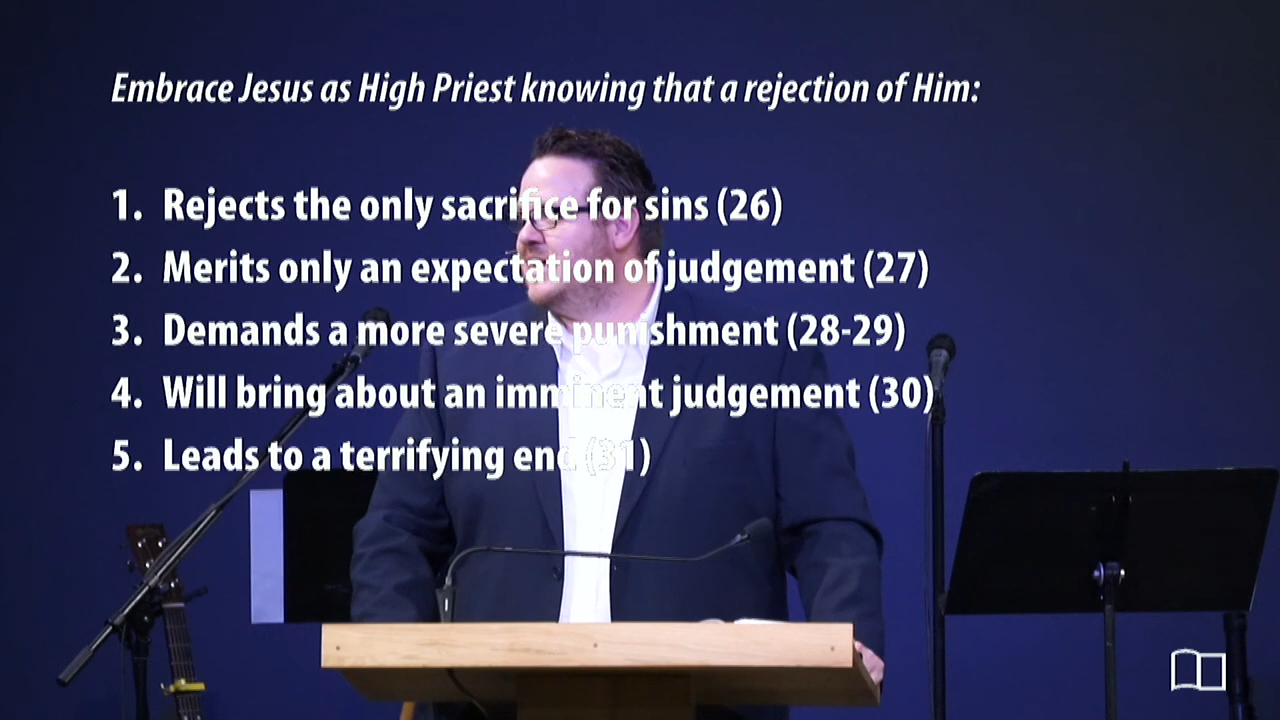 Embrace Jesus as High Priest knowing that a rejection of Him:
1. Rejects the only sacrifice for sins (26)
2. Merits only an expectation of judgement (27)
3. Demands a more severe punishment (28-29)
4. Will bring about an imminent judgement (30)
5. Leads to a terrifying end (31)